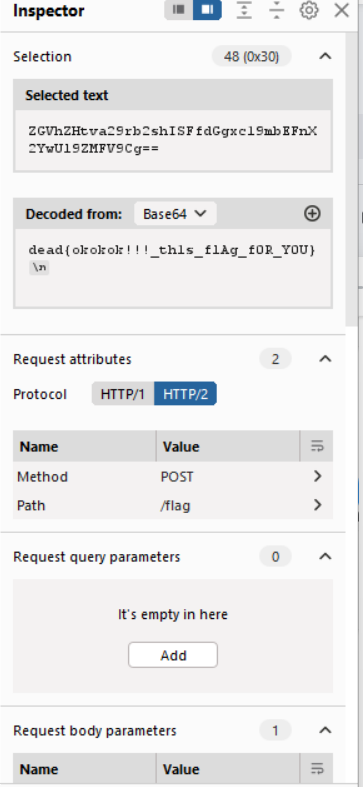 Inspector
Selection 48 (0x30)
Selected text
ZGVhZHtva29rb2shISFfdGgxc19mbEFnX
2YwUl9ZMFV9Cg==
Decoded from: Base64
dead{okokok!!!_th1s_flAg_f0R_Y0U}
\n
Request attributes 2
Protocol HTTP/1 HTTP/2
Name Value
Method POST
Path /flag
Request query parameters 0
It's empty in here
Add
Request body parameters 1
Name Value